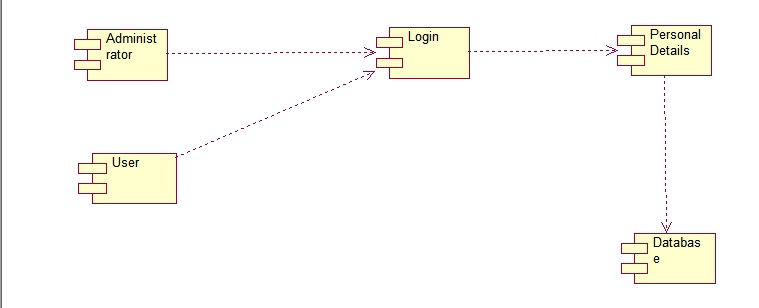 Administ
rator
Login
Personal
Details
User
Databas
e